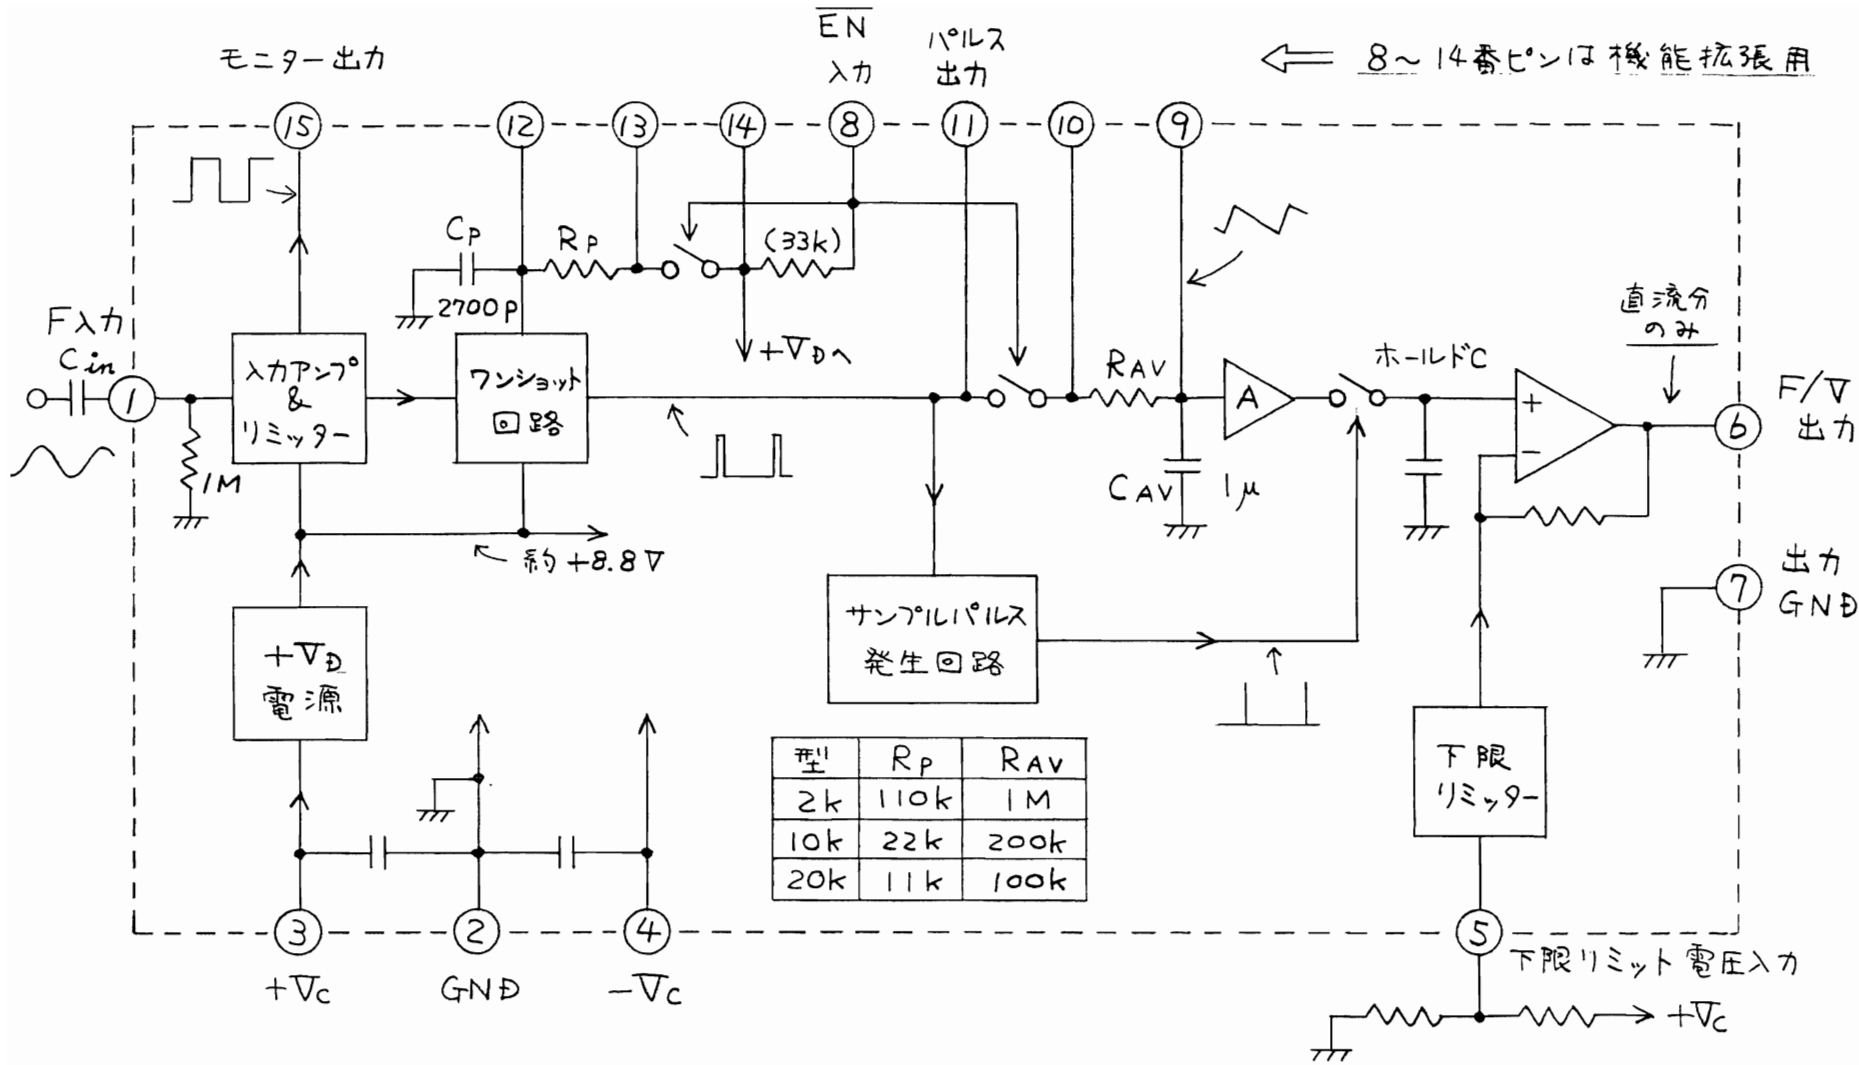 EN
入力
パルス
出力
モニター出力
⇐ 8～14番ピンは機能拡張用
15
12
13
14
8
11
10
9
CP
2700P
RP
(33k)
+VDへ
F入力
Cin
1
1M
入力アンプ
&
リミッター
ワンショット
回路
RAV
A
ホールドC
+
−
直流分
のみ
F/V
出力
6
CAV 1μ
約+8.8V
出力
GND
7
+VD
電源
サンプルパルス
発生回路
下限
リミッター
型 RP RAV
2k 110k 1M
10k 22k 200k
20k 11k 100k
3
2
4
5
+VC
GND
−VC
下限リミット電圧入力
+VC